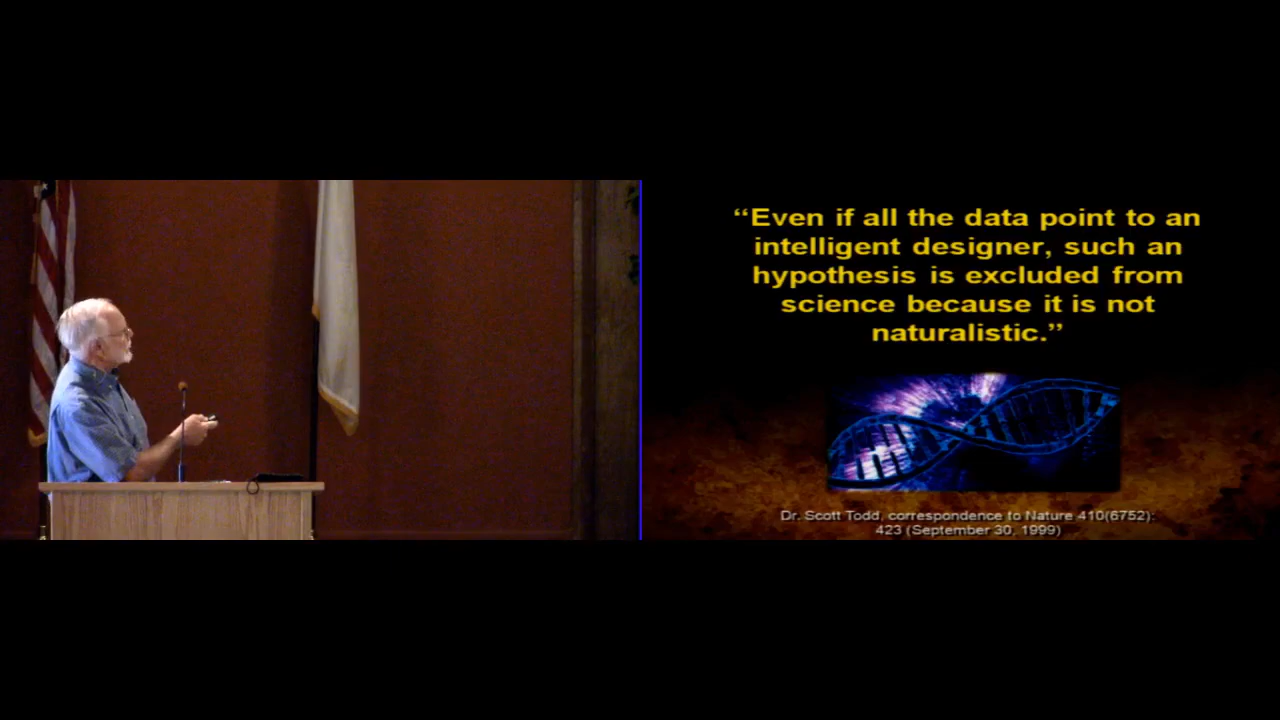 “Even if all the data point to an
intelligent designer, such an
hypothesis is excluded from
science because it is not
naturalistic.”
Dr. Scott Todd, correspondence to Nature 410(6752):
423 (September 30, 1999)